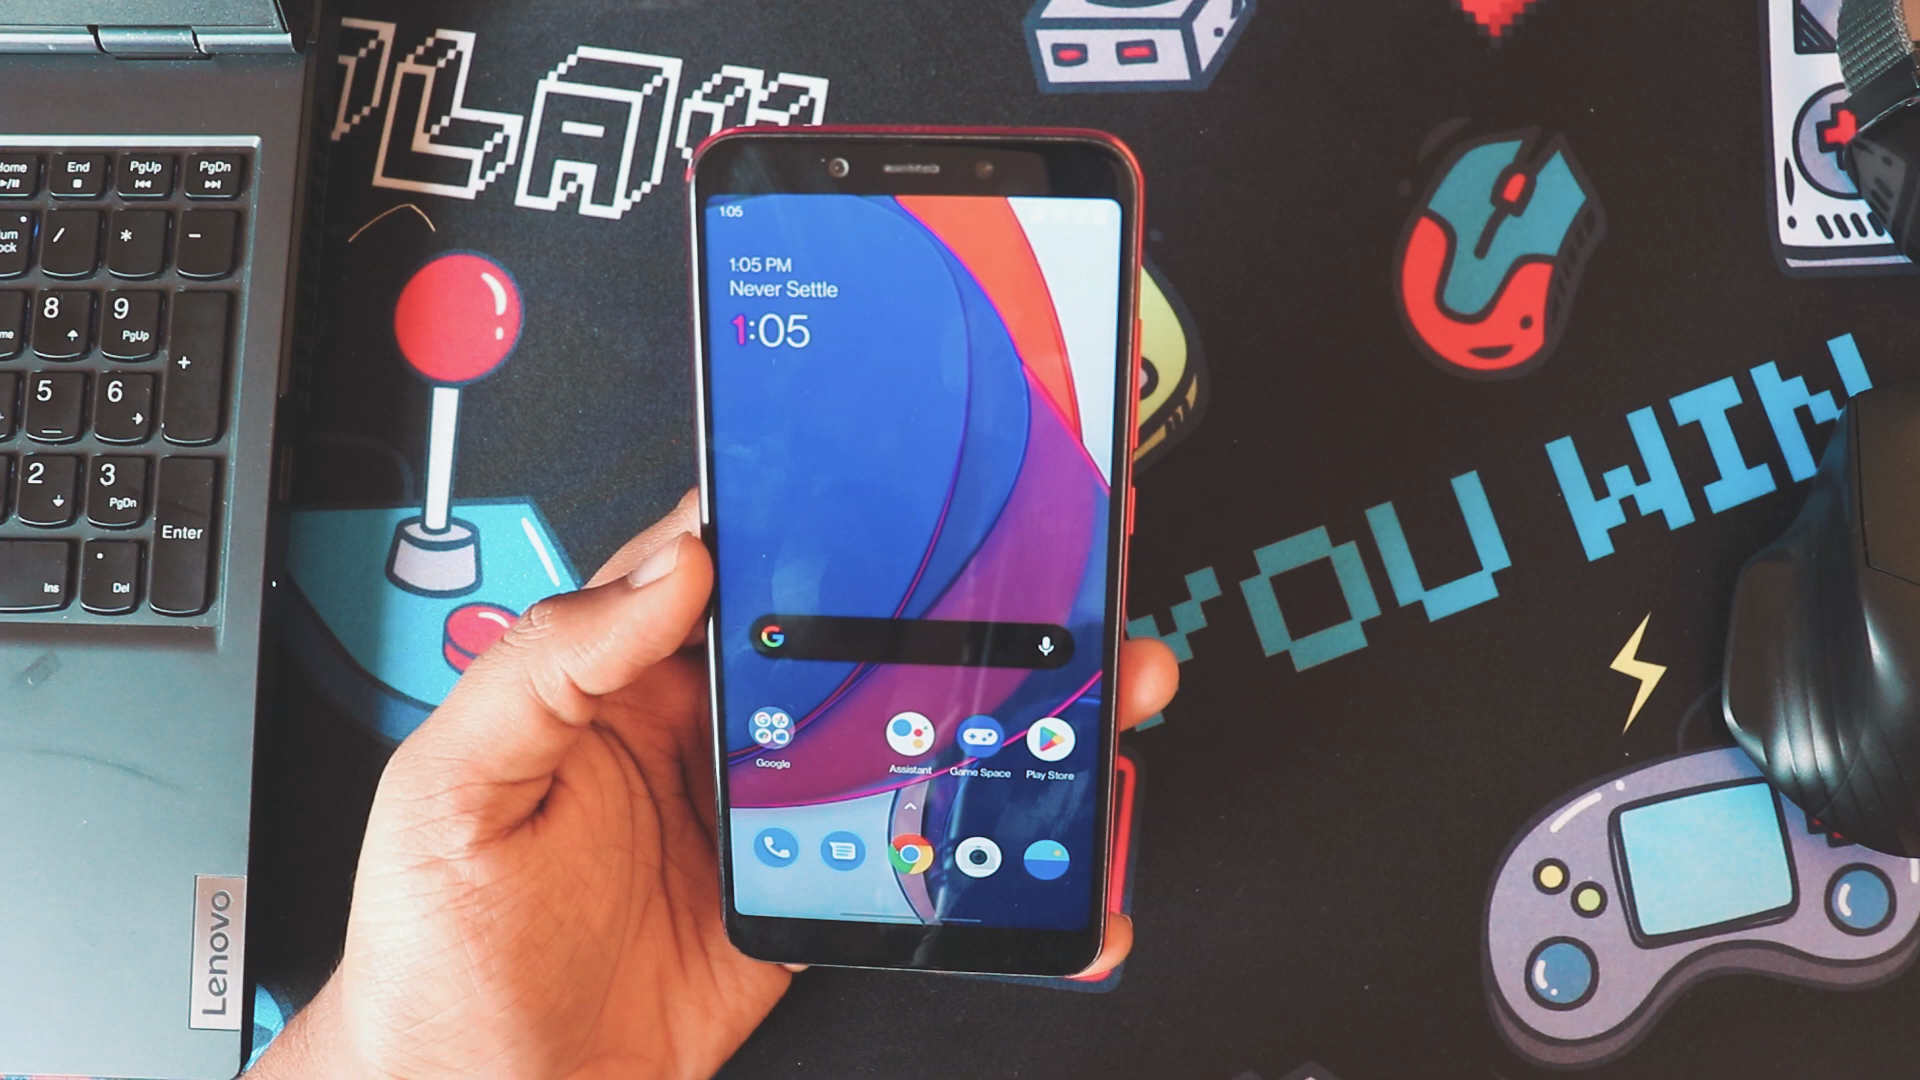 PLAY
Home
End
PgUp
PgDn
/
*
-
8
9
PgUp
+
5
6
2
3
PgDn
Enter
Ins
.
Del
Lenovo
1:05
1:05 PM
Never Settle
1:05
Google
Assistant
Game Space
Play Store
YOU WIN